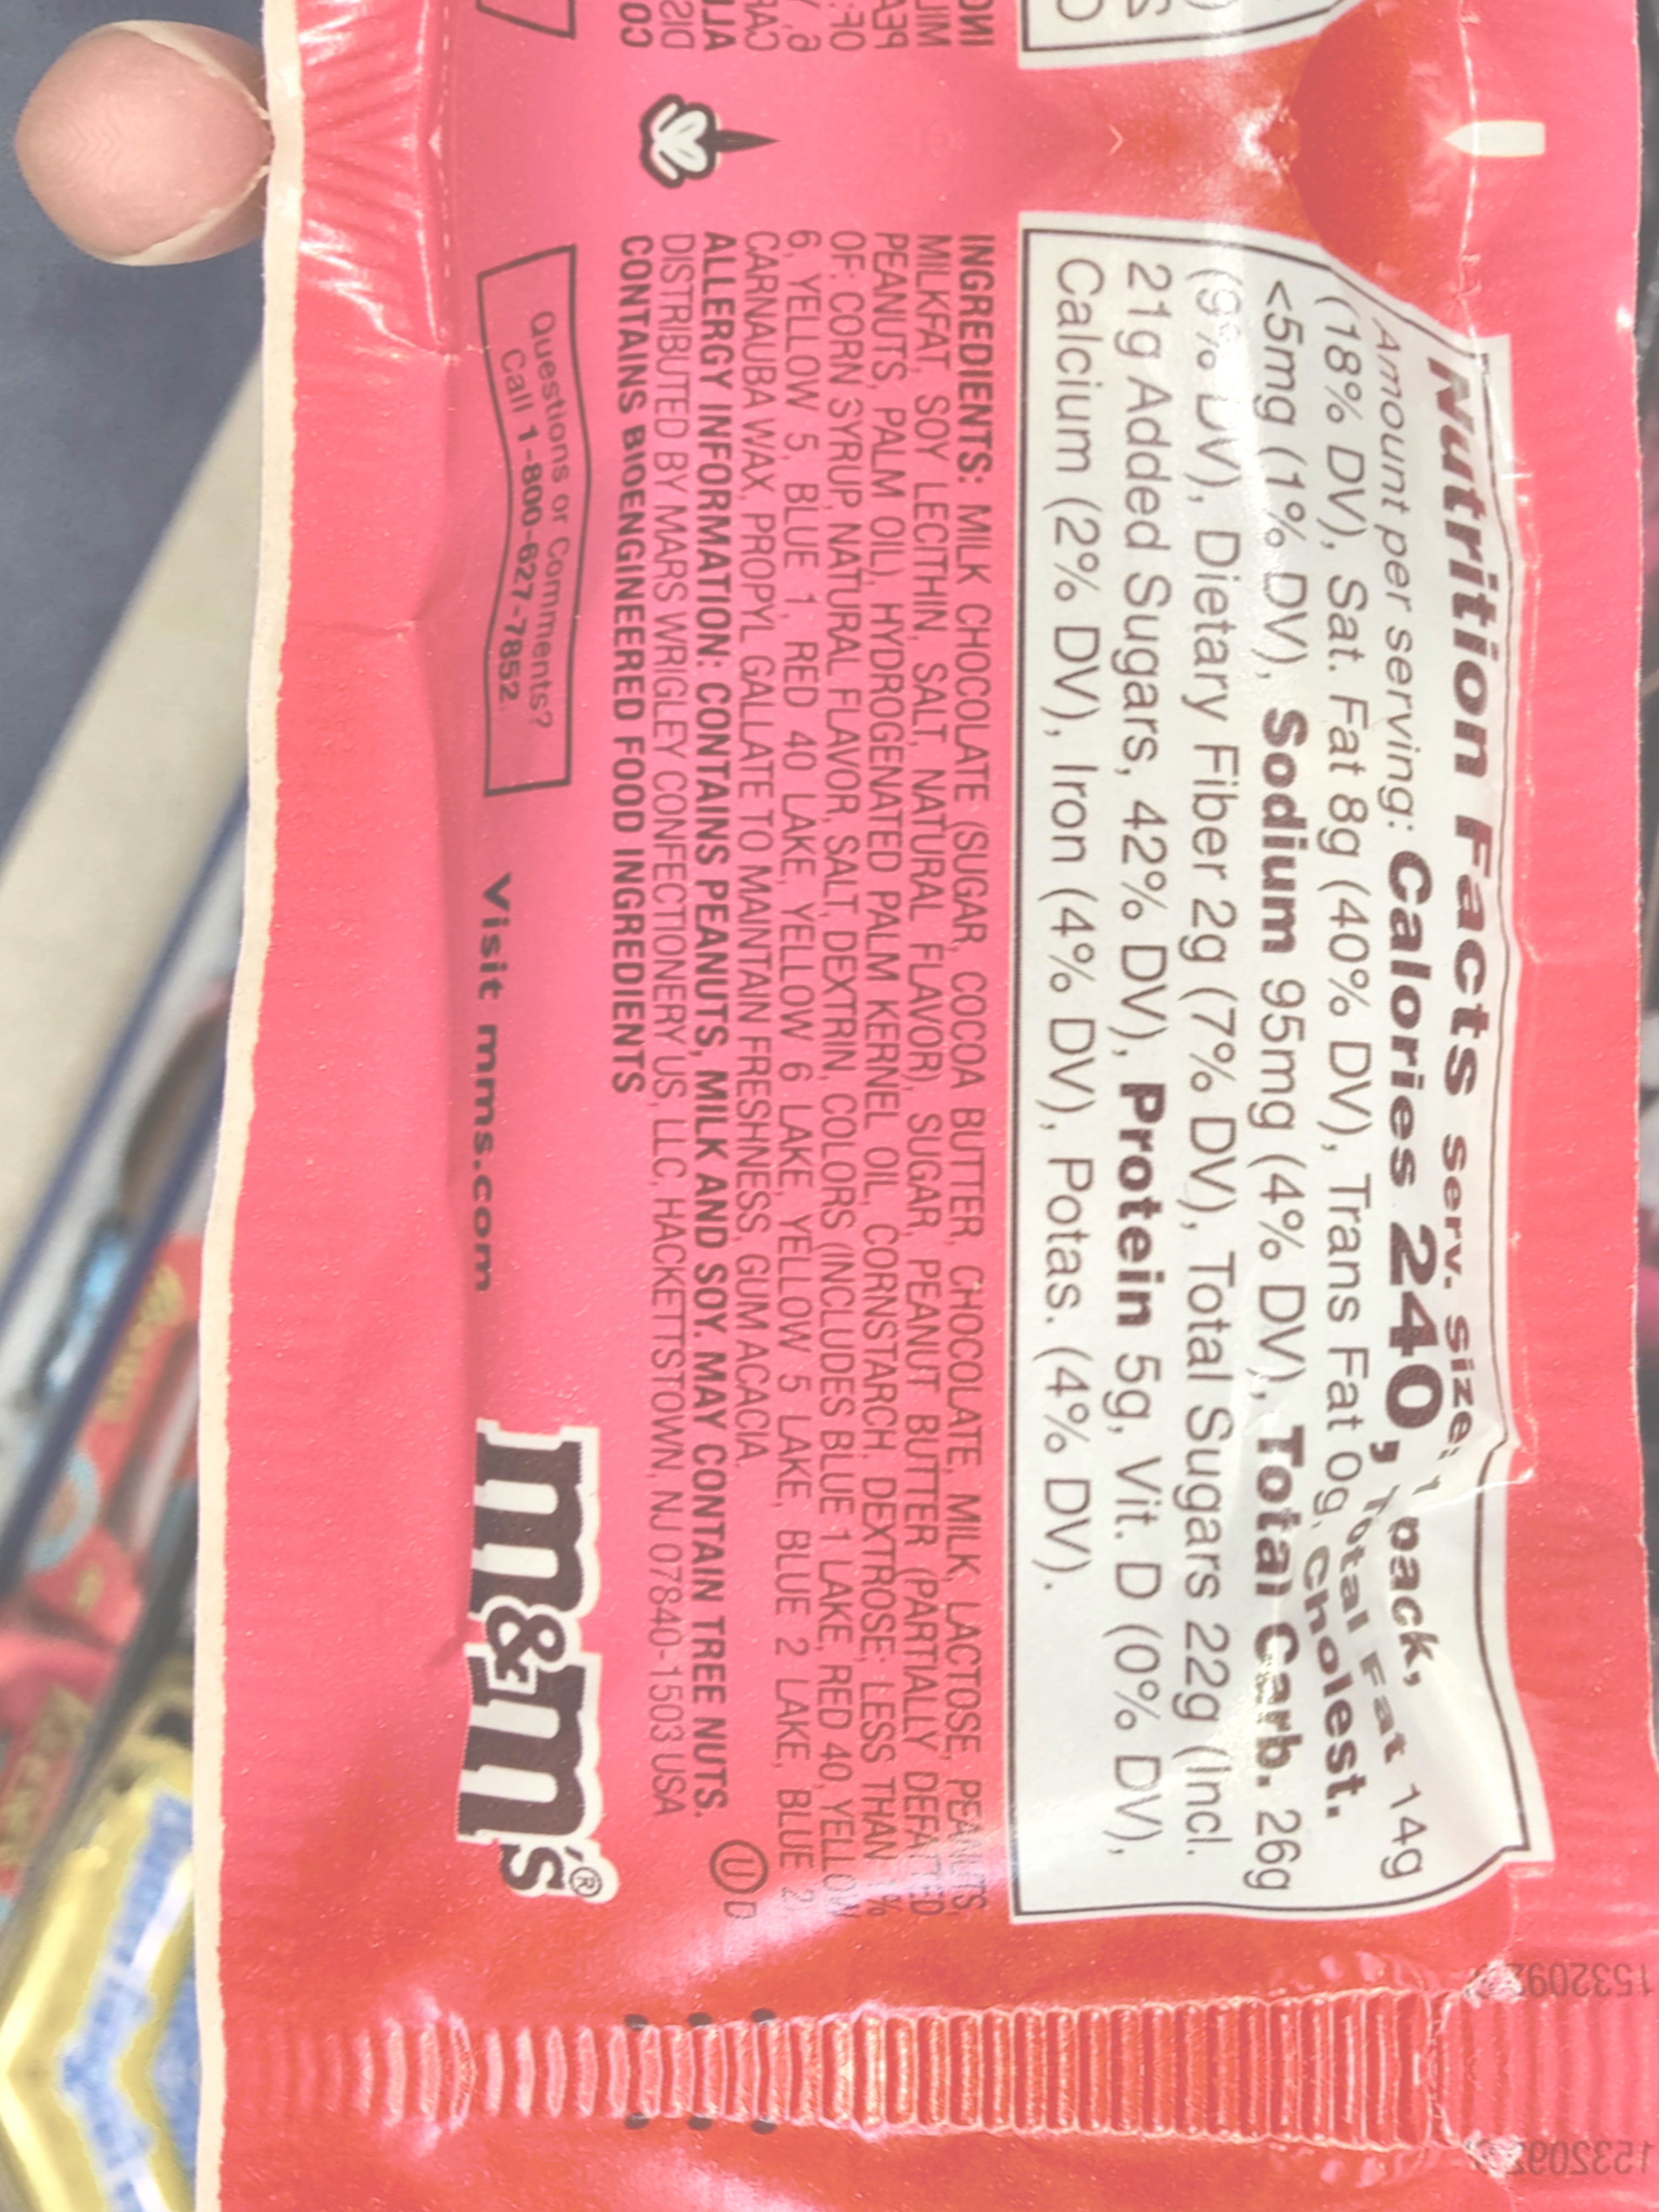 Nutrition Facts serv. size: 1 pack,
Amount per serving: Calories 240, Total Fat 14g
(18% DV), Sat. Fat 8g (40% DV), Trans Fat 0g, Cholest.
<5mg (1% DV), Sodium 95mg (4% DV), Total Carb. 26g
(9% DV), Dietary Fiber 2g (7% DV), Total Sugars 22g (Incl.
21g Added Sugars, 42% DV), Protein 5g, Vit. D (0% DV),
Calcium (2% DV), Iron (4% DV), Potas. (4% DV).
INGREDIENTS: MILK CHOCOLATE (SUGAR, COCOA BUTTER, CHOCOLATE, MILK, LACTOSE, PEANUTS,
MILKFAT, SOY LECITHIN, SALT, NATURAL FLAVOR), SUGAR, PEANUT BUTTER (PARTIALLY DEFATTED
PEANUTS, PALM OIL), HYDROGENATED PALM KERNEL OIL, CORNSTARCH, DEXTROSE; LESS THAN 1%
OF: CORN SYRUP, NATURAL FLAVOR, SALT, DEXTRIN, COLORS (INCLUDES BLUE 1 LAKE, RED 40, YELLOW
6, YELLOW 5, BLUE 1, RED 40 LAKE, YELLOW 6 LAKE, YELLOW 5 LAKE, BLUE 2 LAKE, BLUE 2),
CARNAUBA WAX, PROPYL GALLATE TO MAINTAIN FRESHNESS, GUM ACACIA.
ALLERGY INFORMATION: CONTAINS PEANUTS, MILK AND SOY. MAY CONTAIN TREE NUTS.
DISTRIBUTED BY MARS WRIGLEY CONFECTIONERY US, LLC, HACKETTSTOWN, NJ 07840-1503 USA
CONTAINS BIOENGINEERED FOOD INGREDIENTS
U D
Questions or Comments?
Call 1-800-627-7852.
Visit mms.com
m&m's®